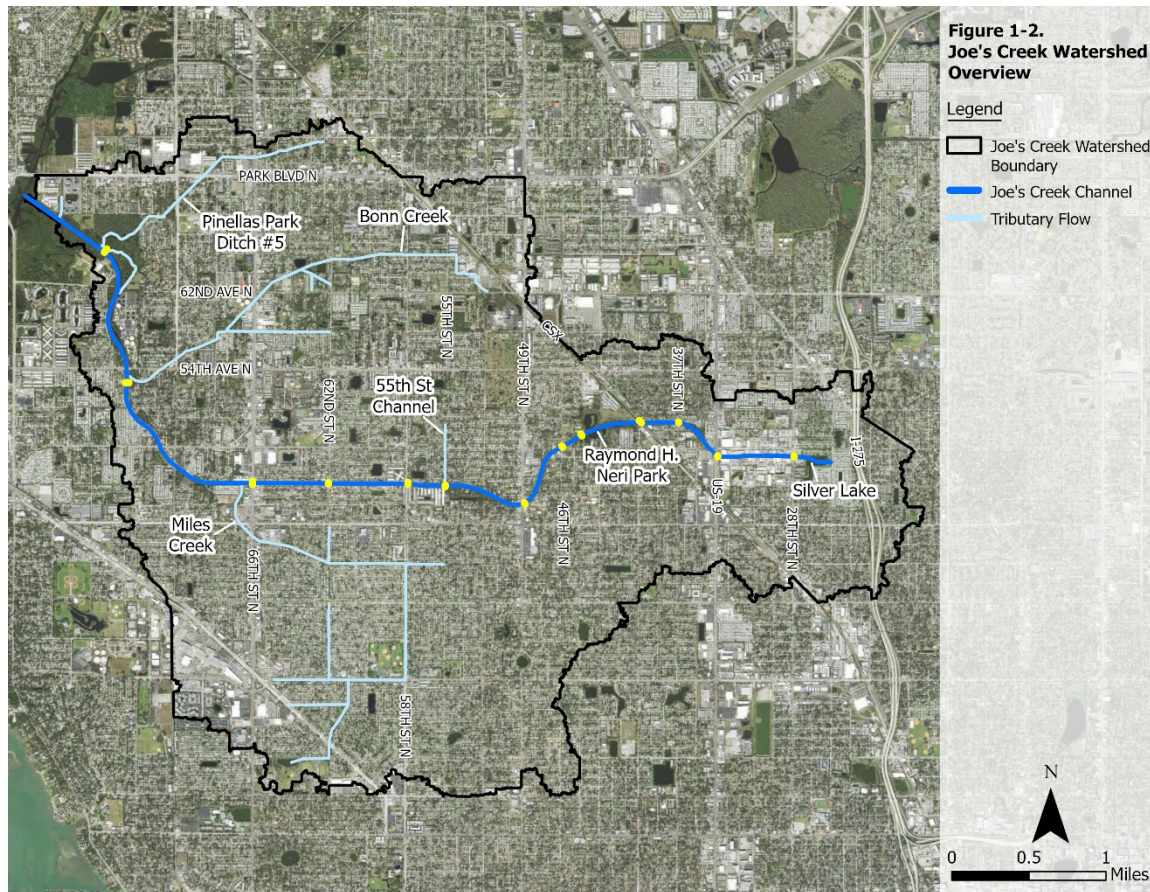 Figure 1-2.
Joe's Creek Watershed
Overview
Legend
Joe's Creek Watershed
Boundary
Joe's Creek Channel
Tributary Flow
PARK BLVD N
Pinellas Park
Ditch #5
Bonn Creek
62ND AVE N
55TH ST N
CSX
49TH ST N
37TH ST N
54TH AVE N
62ND ST N
55th St
Channel
Raymond H.
Neri Park
I-275
US-19
Silver Lake
46TH ST N
28TH ST N
Miles
Creek
66TH ST N
58TH ST N
N
0 0.5 1
Miles